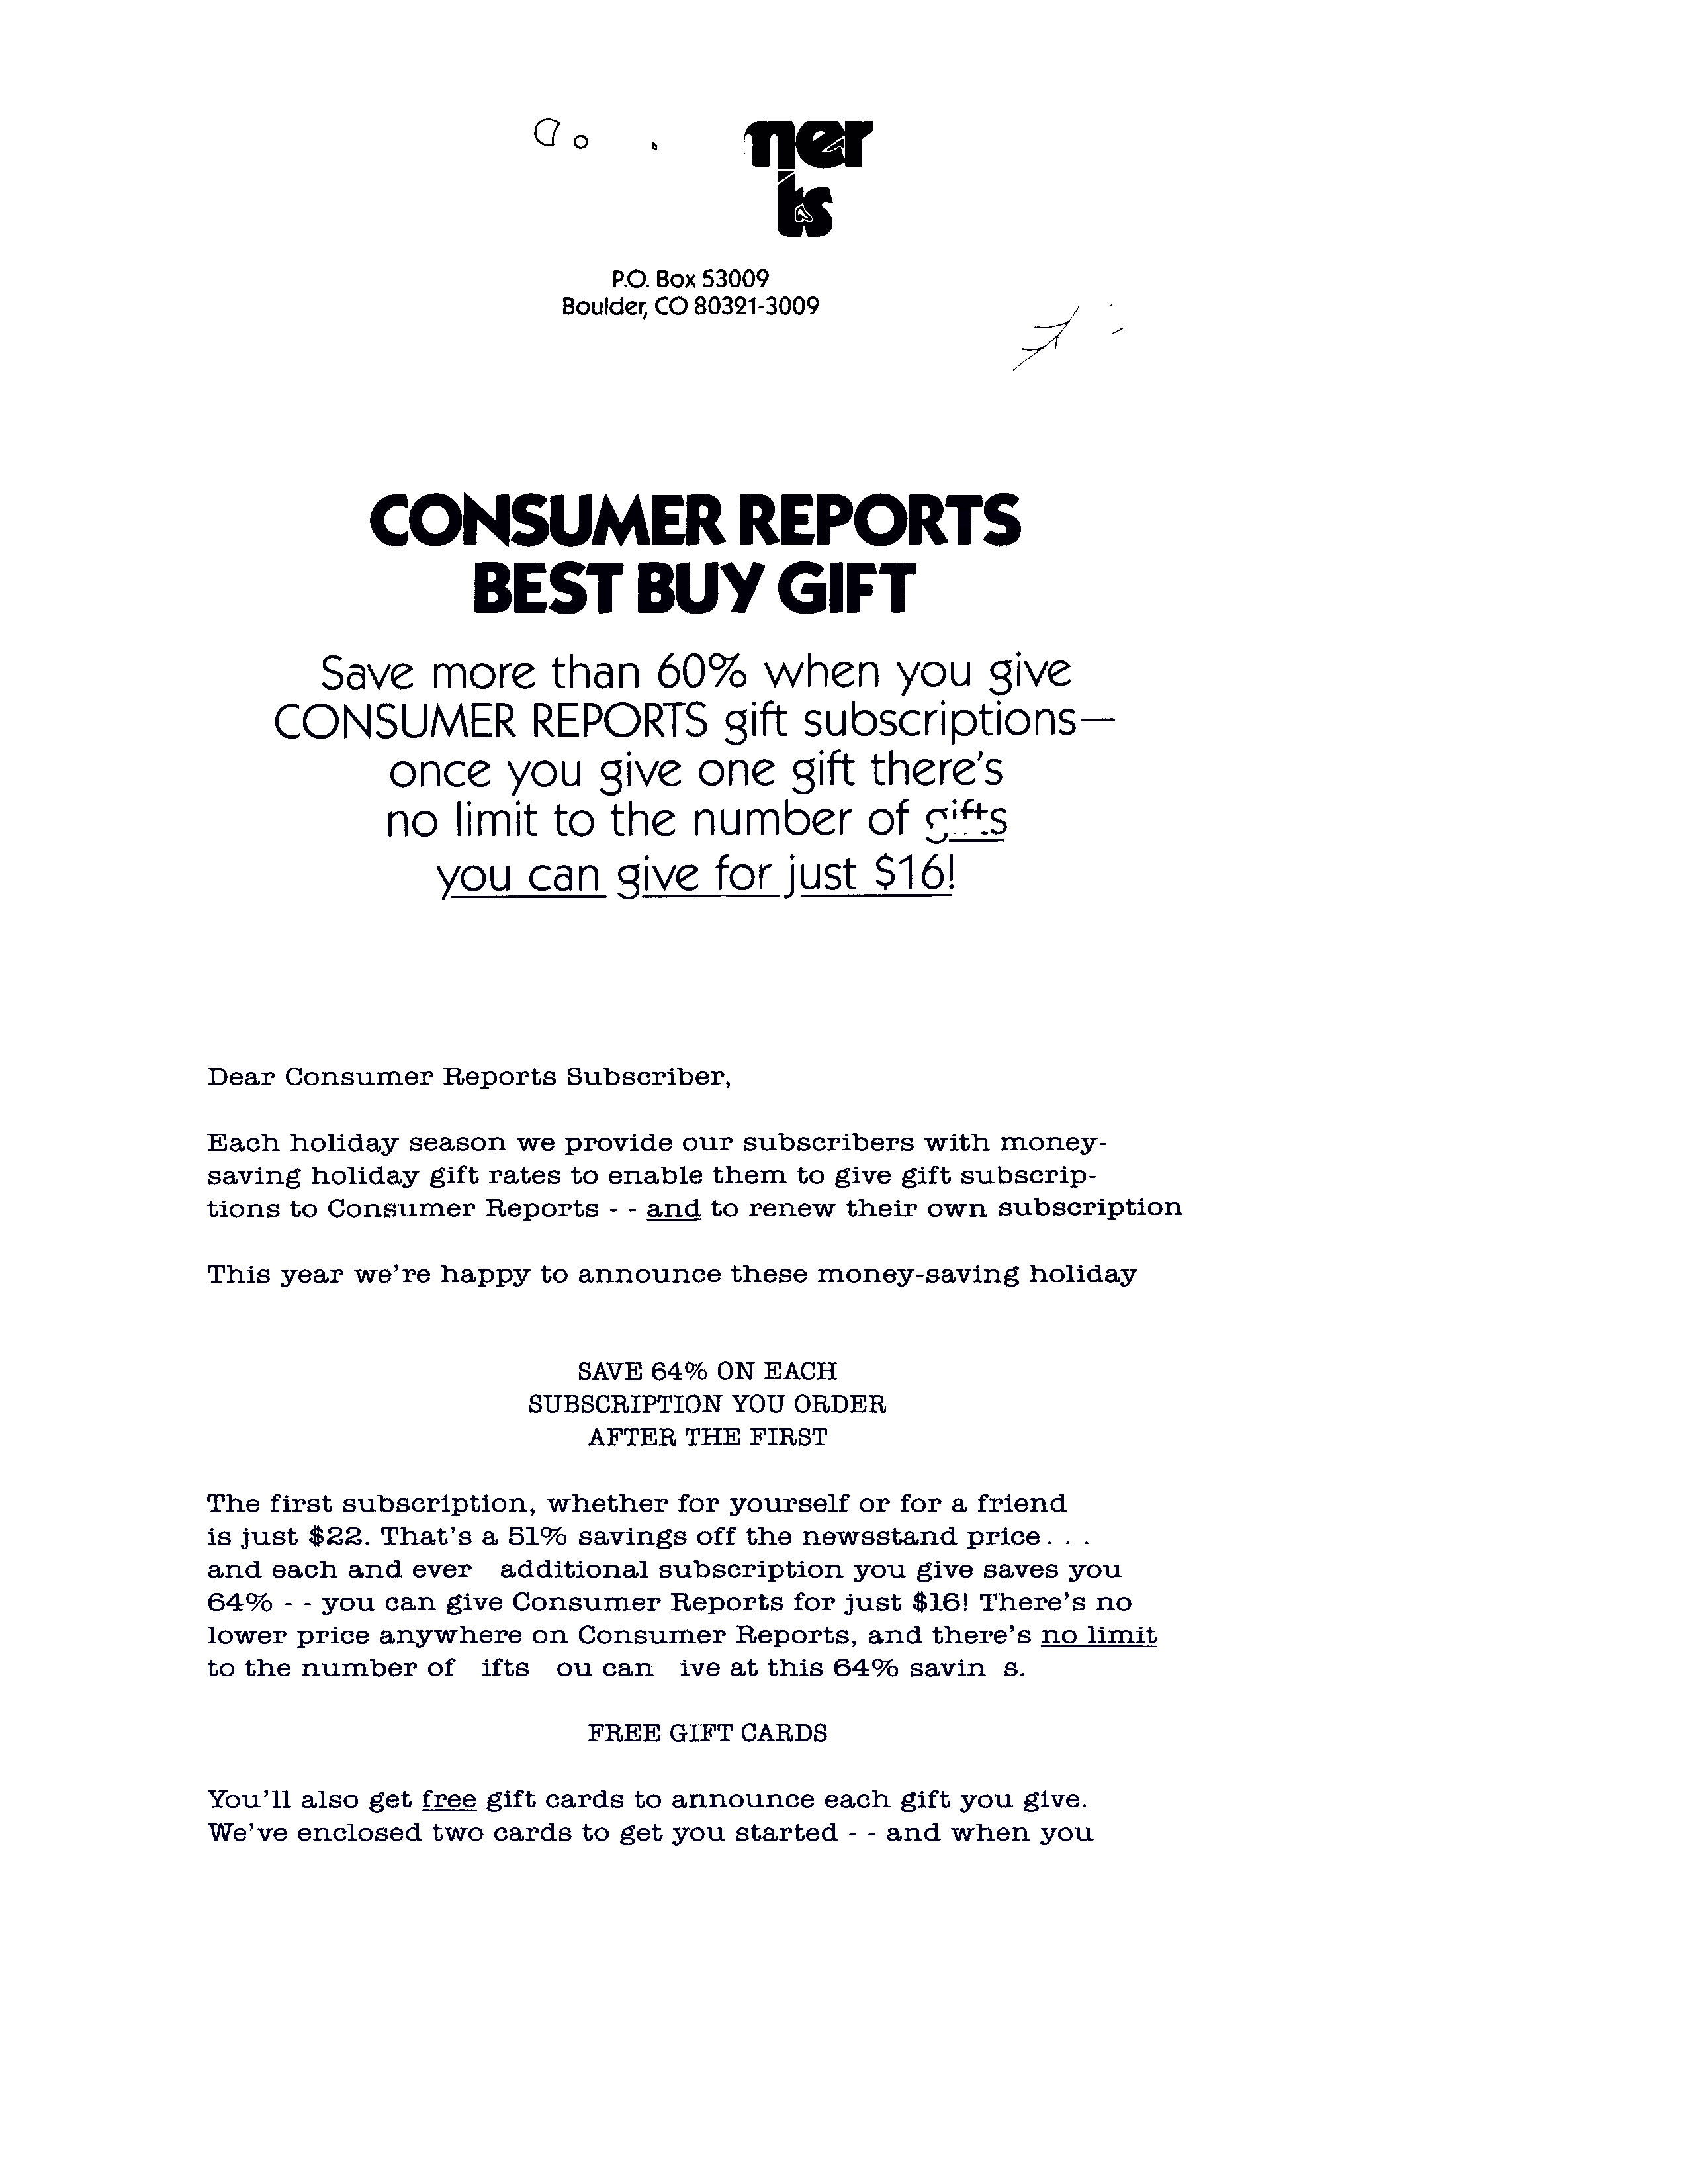 ner
ts
P.O. Box 53009
Boulder, CO 80321-3009
CONSUMER REPORTS
BEST BUY GIFT
Save more than 60% when you give
CONSUMER REPORTS gift subscriptions—
once you give one gift there's
no limit to the number of gifts
you can give for just $16!
Dear Consumer Reports Subscriber,
Each holiday season we provide our subscribers with money-
saving holiday gift rates to enable them to give gift subscrip-
tions to Consumer Reports - - and to renew their own subscription
This year we're happy to announce these money-saving holiday
SAVE 64% ON EACH
SUBSCRIPTION YOU ORDER
AFTER THE FIRST
The first subscription, whether for yourself or for a friend
is just $22. That's a 51% savings off the newsstand price. . .
and each and ever additional subscription you give saves you
64% - - you can give Consumer Reports for just $16! There's no
lower price anywhere on Consumer Reports, and there's no limit
to the number of ifts ou can ive at this 64% savin s.
FREE GIFT CARDS
You'll also get free gift cards to announce each gift you give.
We've enclosed two cards to get you started - - and when you